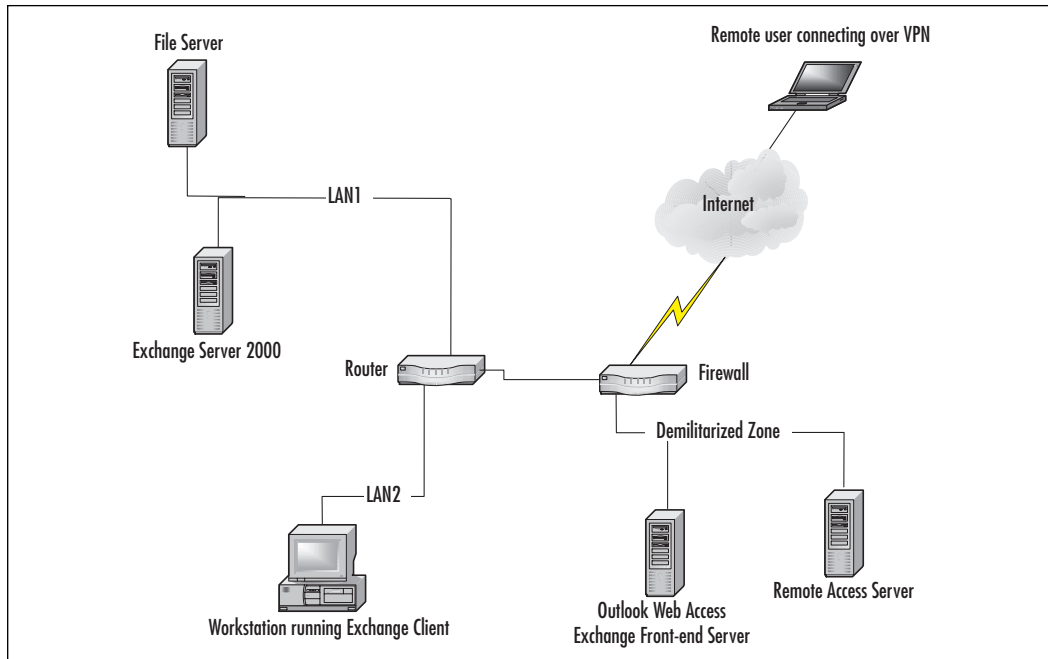 File Server
Remote user connecting over VPN
LAN1
Internet
Exchange Server 2000
Router
Firewall
Demilitarized Zone
LAN2
Workstation running Exchange Client
Outlook Web Access
Exchange Front-end Server
Remote Access Server